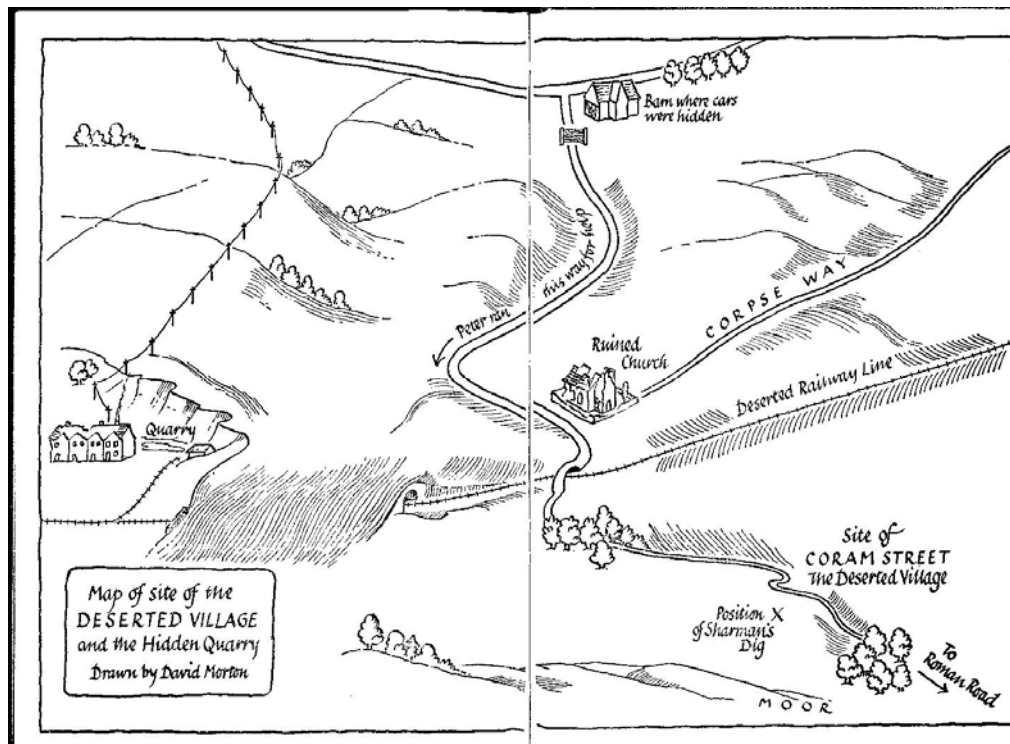 Barn where cars
were hidden
Peter ran this way for help
CORPSE WAY
Ruined
Church
Deserted Railway Line
Quarry
Site of
CORAM STREET
The Deserted Village
Position X
of Sharman's
Dig
To
Roman Road
MOOR
Map of site of the
DESERTED VILLAGE
and the Hidden Quarry
Drawn by David Morton